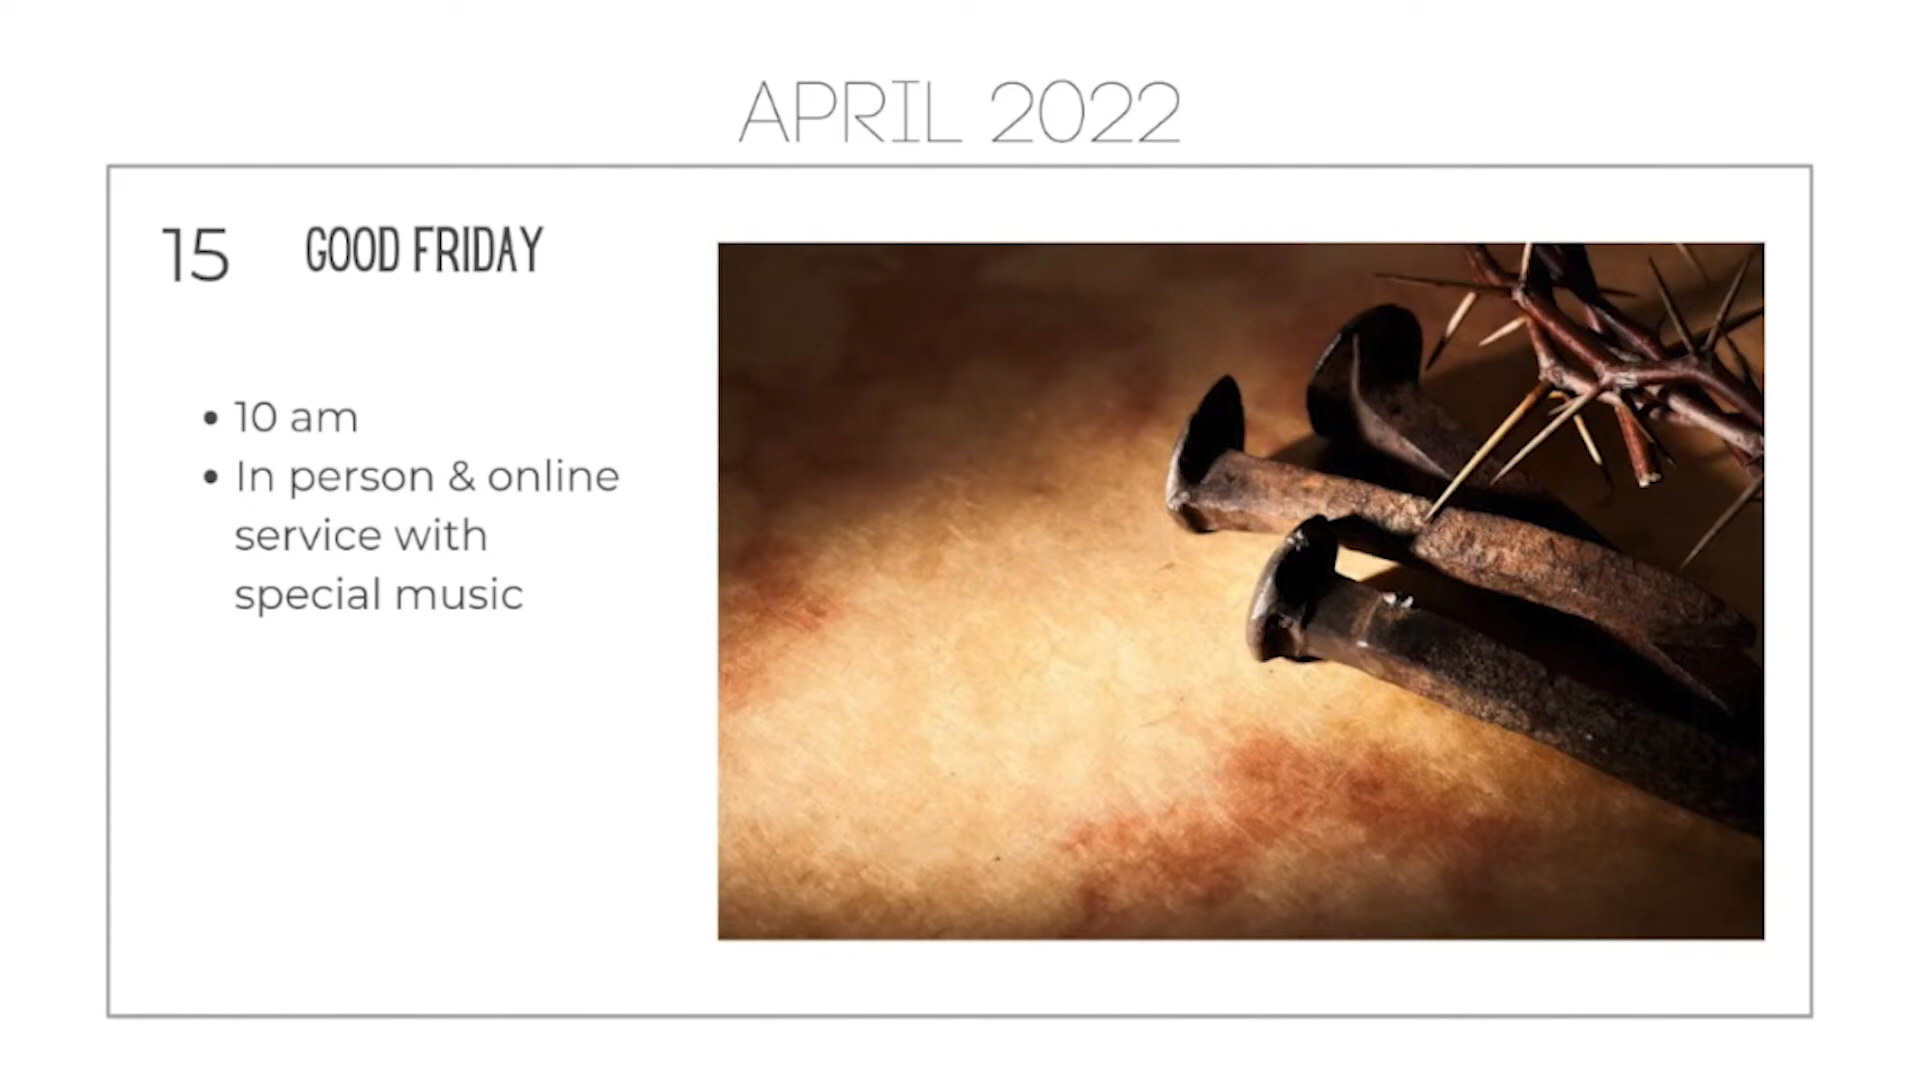 APRIL 2022
15 GOOD FRIDAY
• 10 am
• In person & online
service with
special music